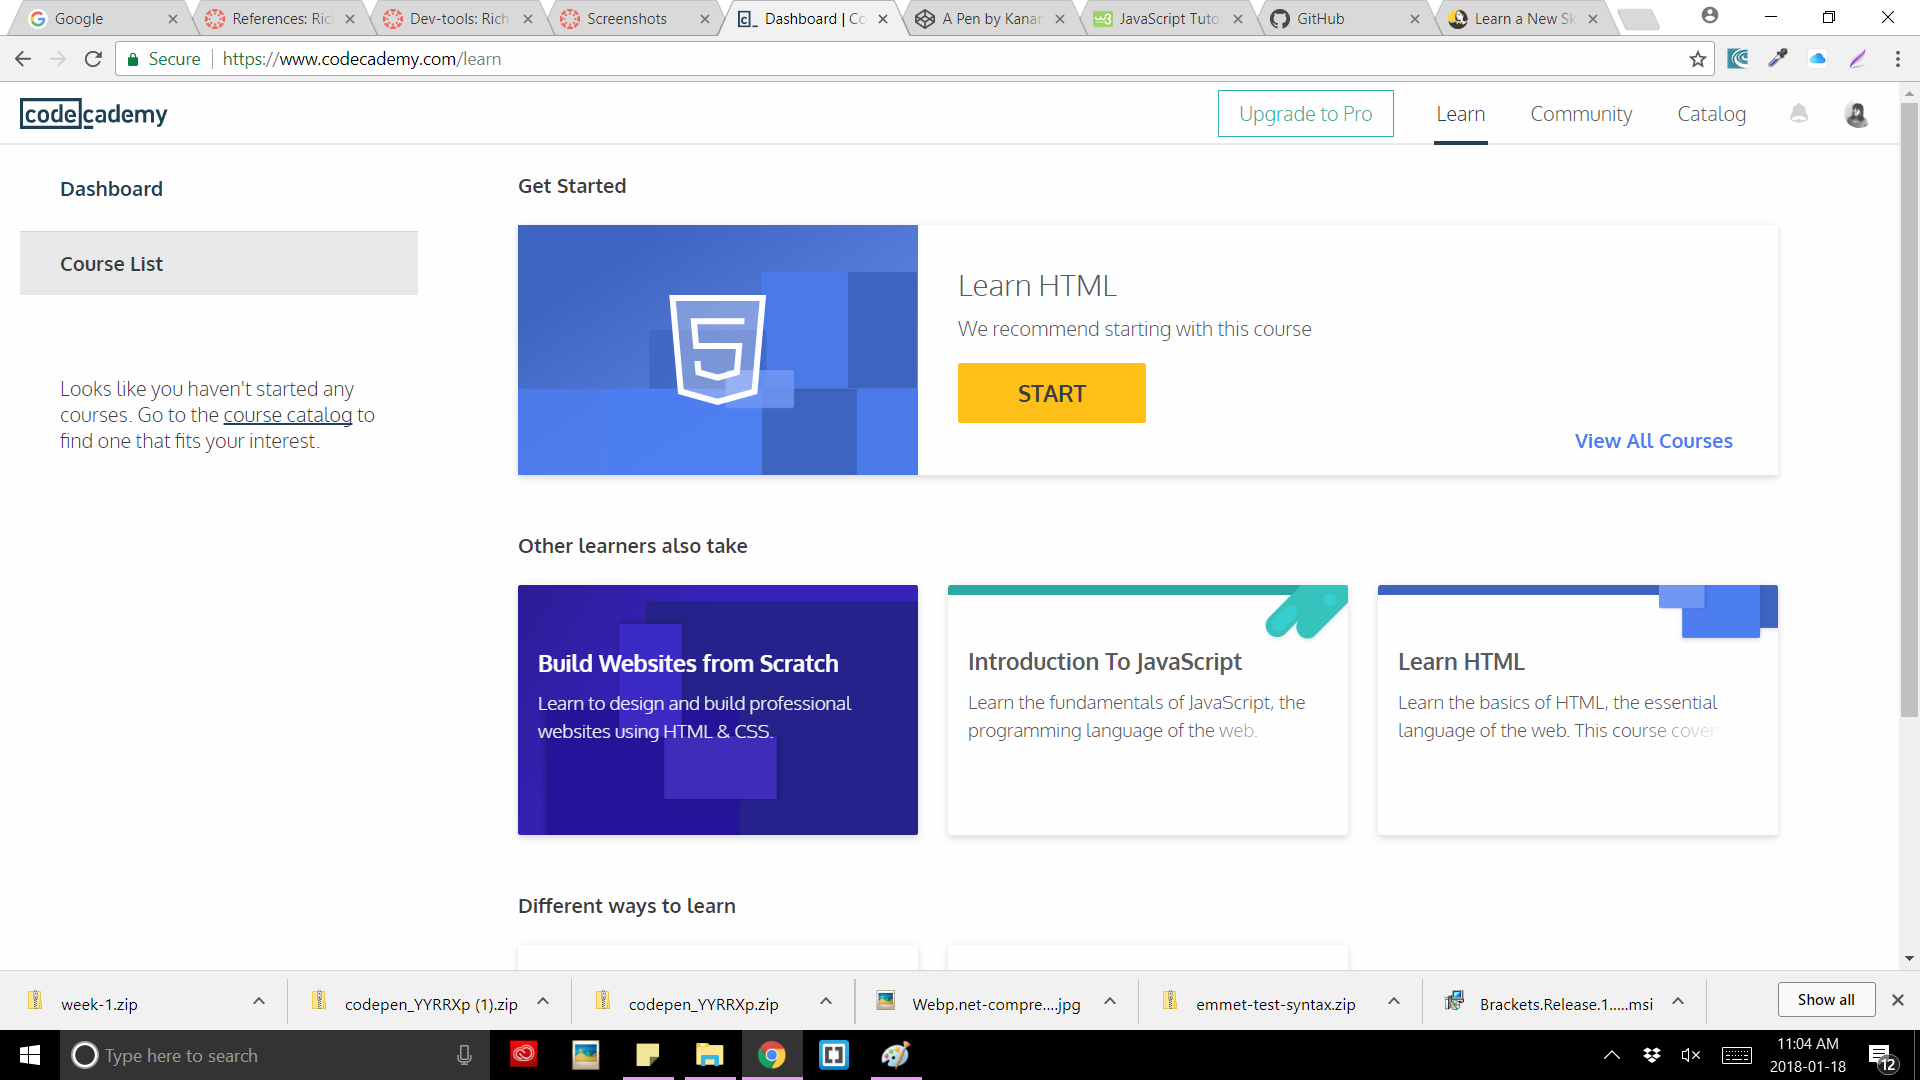 Google
References: Ric
Dev-tools: Rich
Screenshots
Dashboard | Co
A Pen by Kanan
JavaScript Tuto
GitHub
Learn a New Sk
Secure
https://www.codecademy.com/learn
codecademy
Upgrade to Pro
Learn
Community
Catalog
Dashboard
Course List
Looks like you haven't started any
courses. Go to the course catalog to
find one that fits your interest.
Get Started
Learn HTML
We recommend starting with this course
START
View All Courses
Other learners also take
Build Websites from Scratch
Learn to design and build professional
websites using HTML & CSS.
Introduction To JavaScript
Learn the fundamentals of JavaScript, the
programming language of the web.
Learn HTML
Learn the basics of HTML, the essential
language of the web. This course covers
Different ways to learn
week-1.zip
codepen_YYRRXp (1).zip
codepen_YYRRXp.zip
Webp.net-compre....jpg
emmet-test-syntax.zip
Brackets.Release.1.....msi
Show all
Type here to search
11:04 AM
2018-01-18
12